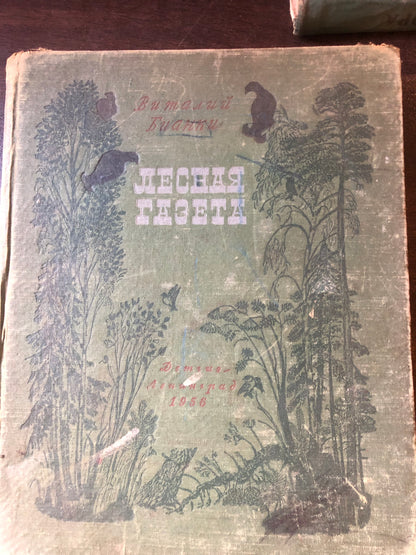 Виталий
Бианки
ЛЕСНАЯ
ГАЗЕТА
Детгиз
Ленинград
1956